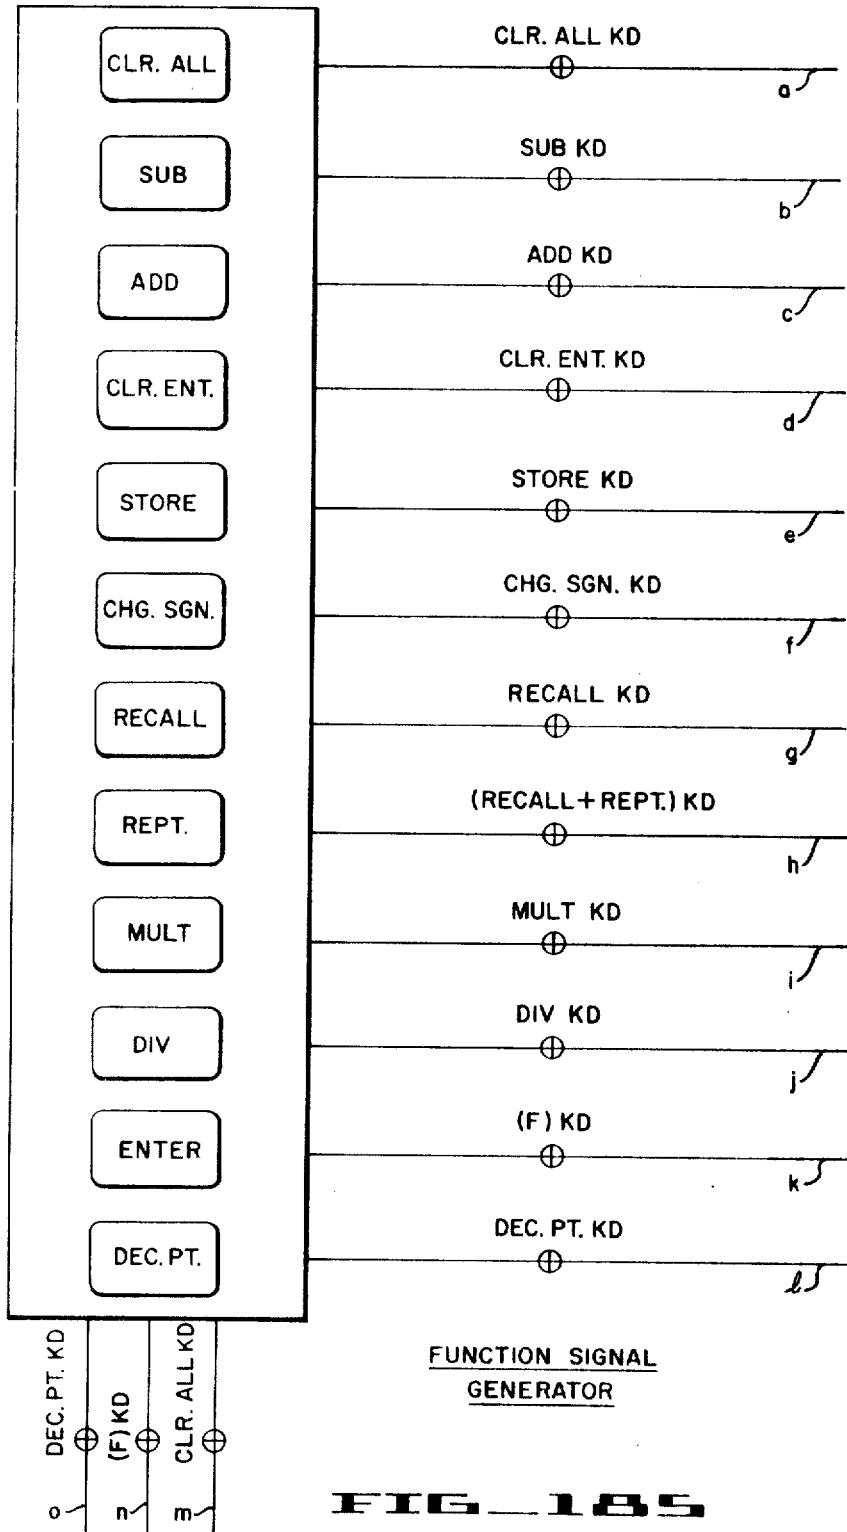 CLR. ALL
CLR. ALL KD
a
SUB
SUB KD
b
ADD
ADD KD
c
CLR. ENT.
CLR. ENT. KD
d
STORE
STORE KD
e
CHG. SGN.
CHG. SGN. KD
f
RECALL
RECALL KD
g
REPT.
(RECALL+REPT.) KD
h
MULT
MULT KD
i
DIV
DIV KD
j
ENTER
(F) KD
k
DEC. PT.
DEC. PT. KD
l
DEC. PT. KD
(F) KD
CLR. ALL KD
o
n
m
FUNCTION SIGNAL
GENERATOR
FIG_18S